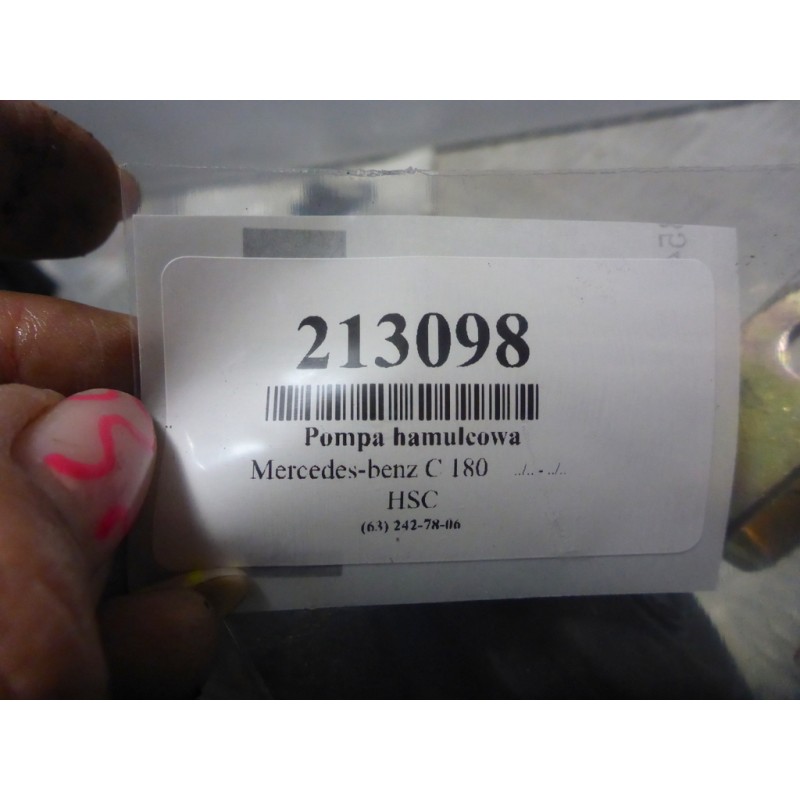 213098
Pompa hamulcowa
Mercedes-benz C 180 ../.. - ../..
HSC
(63) 242-78-06